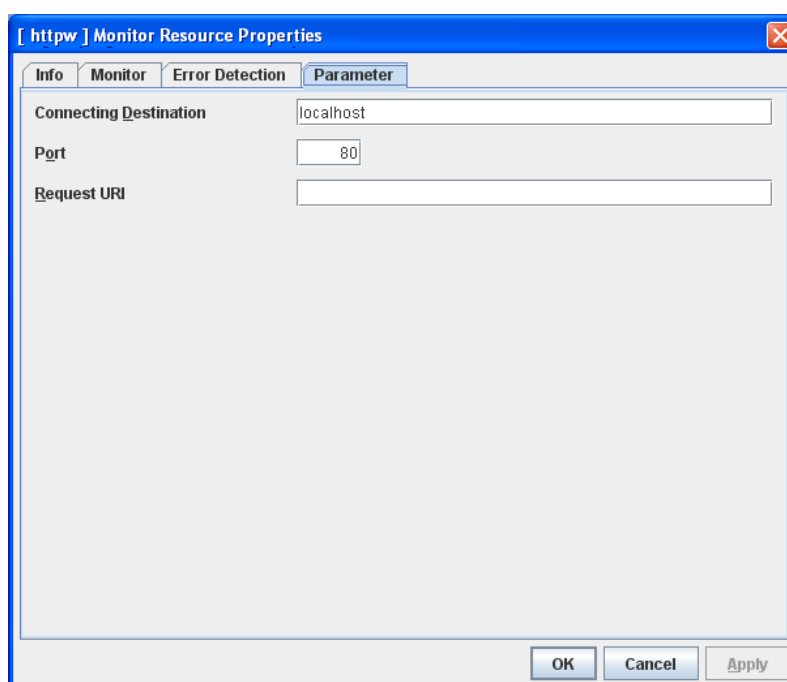 [ httpw ] Monitor Resource Properties
Info Monitor Error Detection Parameter
Connecting Destination localhost
Port 80
Request URI
OK Cancel Apply